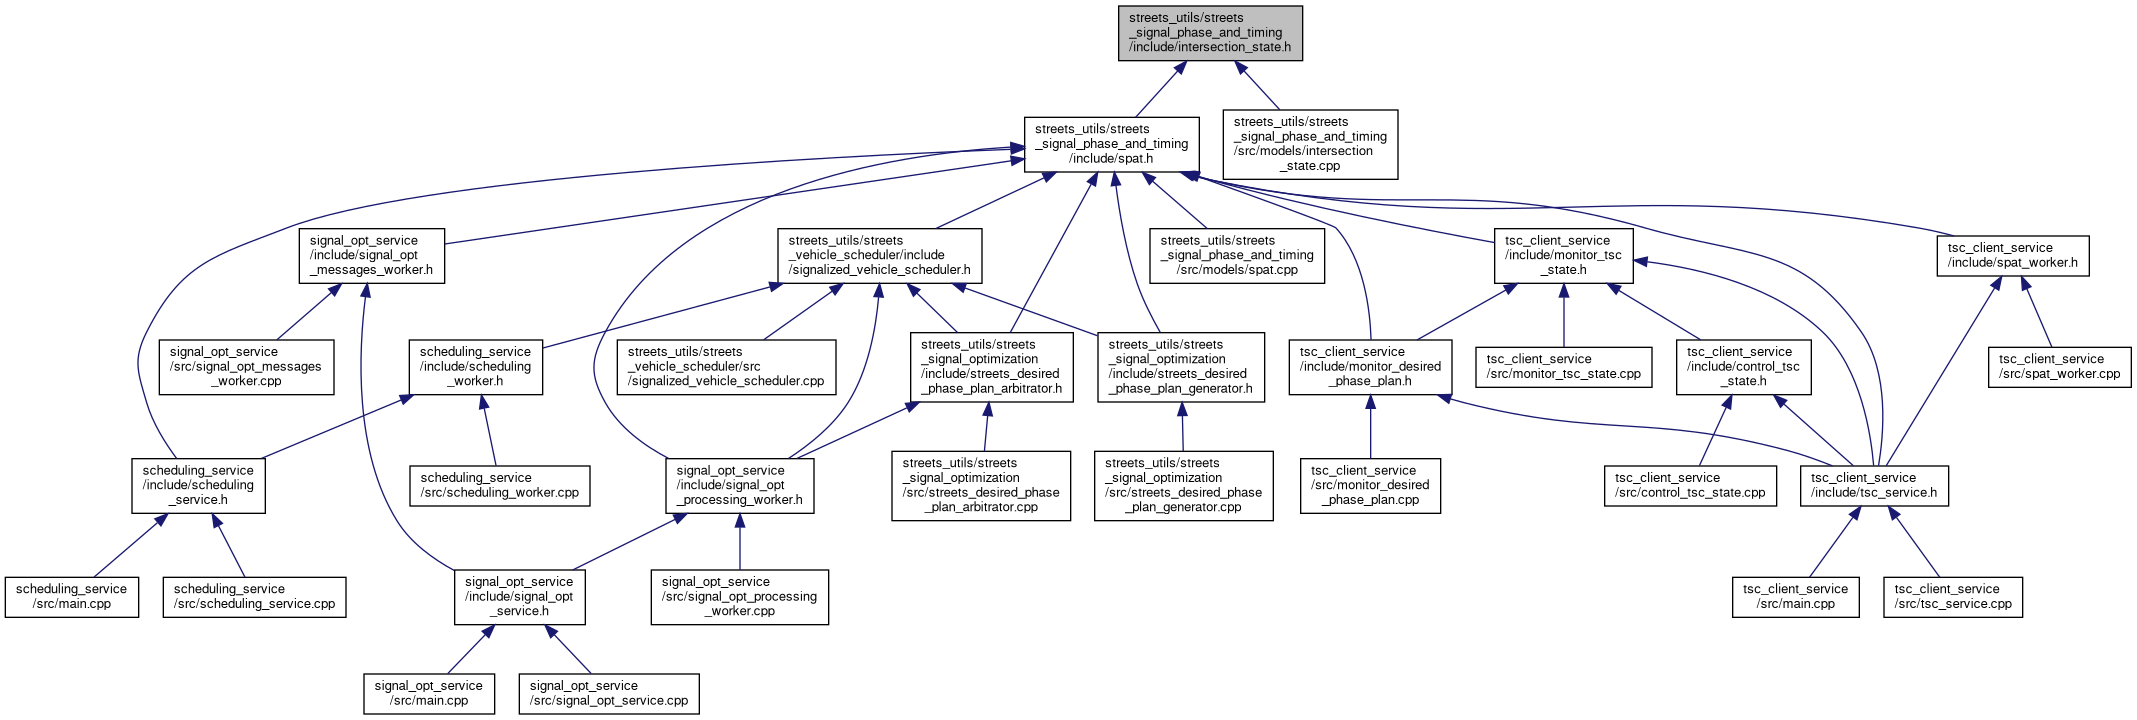 streets_utils/streets
_signal_phase_and_timing
/include/intersection_state.h
streets_utils/streets
_signal_phase_and_timing
/include/spat.h
streets_utils/streets
_signal_phase_and_timing
/src/models/intersection
_state.cpp
signal_opt_service
/include/signal_opt
_messages_worker.h
streets_utils/streets
_vehicle_scheduler/include
/signalized_vehicle_scheduler.h
streets_utils/streets
_signal_phase_and_timing
/src/models/spat.cpp
tsc_client_service
/include/monitor_tsc
_state.h
tsc_client_service
/include/spat_worker.h
signal_opt_service
/src/signal_opt_messages
_worker.cpp
scheduling_service
/include/scheduling
_worker.h
streets_utils/streets
_vehicle_scheduler/src
/signalized_vehicle_scheduler.cpp
streets_utils/streets
_signal_optimization
/include/streets_desired
_phase_plan_arbitrator.h
streets_utils/streets
_signal_optimization
/include/streets_desired
_phase_plan_generator.h
tsc_client_service
/include/monitor_desired
_phase_plan.h
tsc_client_service
/src/monitor_tsc_state.cpp
tsc_client_service
/include/control_tsc
_state.h
tsc_client_service
/src/spat_worker.cpp
scheduling_service
/include/scheduling
_service.h
scheduling_service
/src/scheduling_worker.cpp
signal_opt_service
/include/signal_opt
_processing_worker.h
streets_utils/streets
_signal_optimization
/src/streets_desired_phase
_plan_arbitrator.cpp
streets_utils/streets
_signal_optimization
/src/streets_desired_phase
_plan_generator.cpp
tsc_client_service
/src/monitor_desired
_phase_plan.cpp
tsc_client_service
/src/control_tsc_state.cpp
tsc_client_service
/include/tsc_service.h
scheduling_service
/src/main.cpp
scheduling_service
/src/scheduling_service.cpp
signal_opt_service
/include/signal_opt
_service.h
signal_opt_service
/src/signal_opt_processing
_worker.cpp
tsc_client_service
/src/main.cpp
tsc_client_service
/src/tsc_service.cpp
signal_opt_service
/src/main.cpp
signal_opt_service
/src/signal_opt_service.cpp